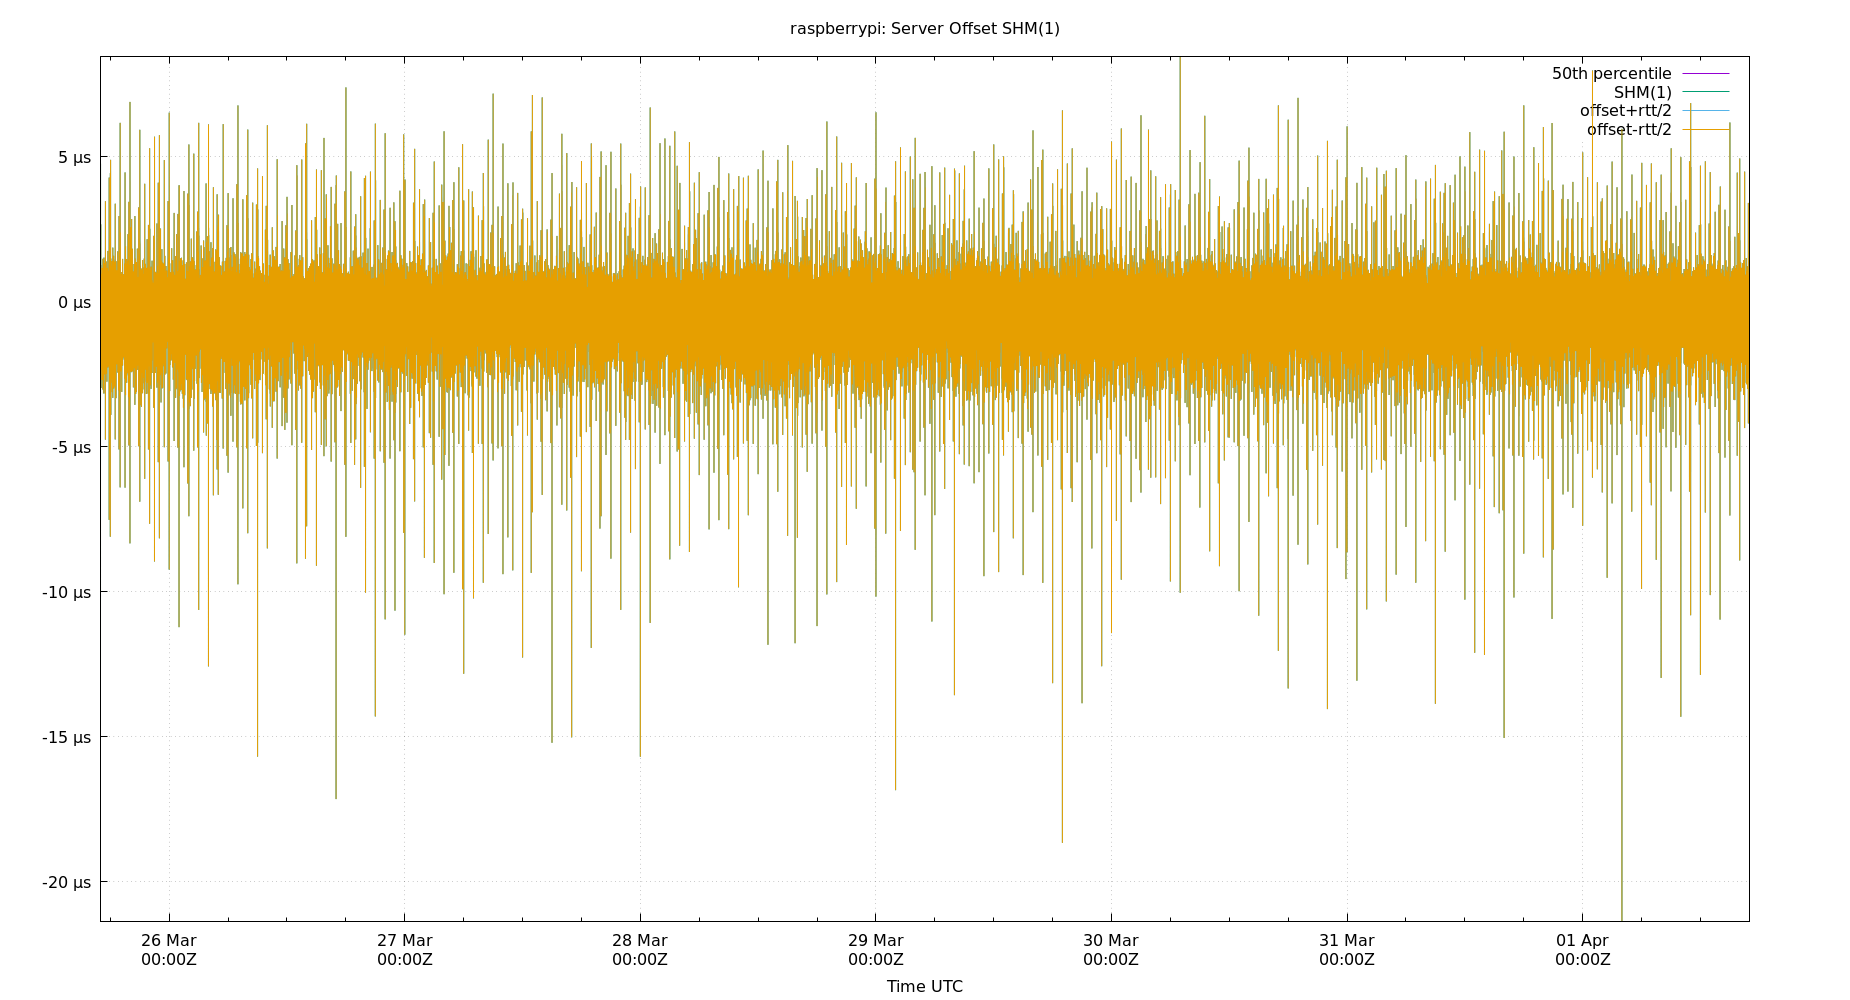 raspberrypi: Server Offset SHM(1)
50th percentile
SHM(1)
offset+rtt/2
offset-rtt/2
5 µs
0 µs
-5 µs
-10 µs
-15 µs
-20 µs
26 Mar 27 Mar 28 Mar 29 Mar 30 Mar 31 Mar 01 Apr
00:00Z 00:00Z 00:00Z 00:00Z 00:00Z 00:00Z 00:00Z
Time UTC